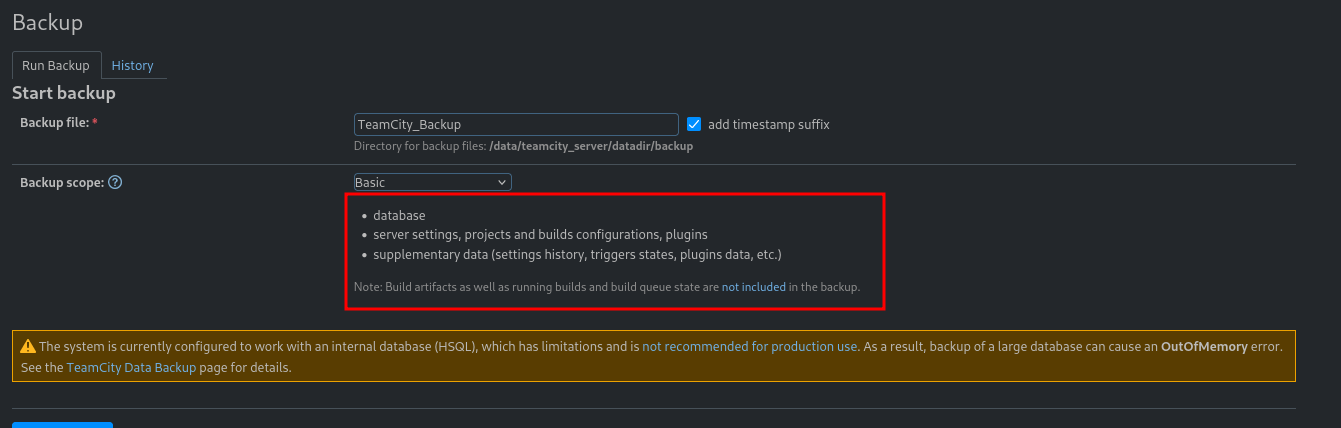 Backup
Run Backup History
Start backup
Backup file: * TeamCity_Backup add timestamp suffix
Directory for backup files: /data/teamcity_server/datadir/backup
Backup scope: ? Basic
• database
• server settings, projects and builds configurations, plugins
• supplementary data (settings history, triggers states, plugins data, etc.)
Note: Build artifacts as well as running builds and build queue state are not included in the backup.
The system is currently configured to work with an internal database (HSQL), which has limitations and is not recommended for production use. As a result, backup of a large database can cause an OutOfMemory error.
See the TeamCity Data Backup page for details.